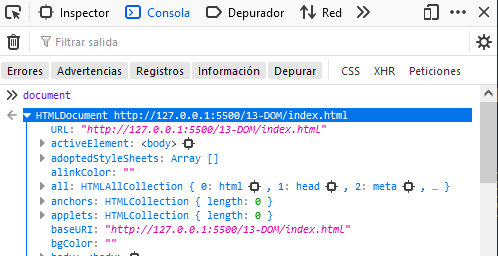 Inspector Consola Depurador Red
Filtrar salida
Errores Advertencias Registros Información Depurar CSS XHR Peticiones
document
HTMLDocument http://127.0.0.1:5500/13-DOM/index.html
URL: "http://127.0.0.1:5500/13-DOM/index.html"
activeElement: <body>
adoptedStyleSheets: Array []
alinkColor: ""
all: HTMLAllCollection { 0: html , 1: head , 2: meta , … }
anchors: HTMLCollection { length: 0 }
applets: HTMLCollection { length: 0 }
baseURI: "http://127.0.0.1:5500/13-DOM/index.html"
bgColor: ""
body: <body>